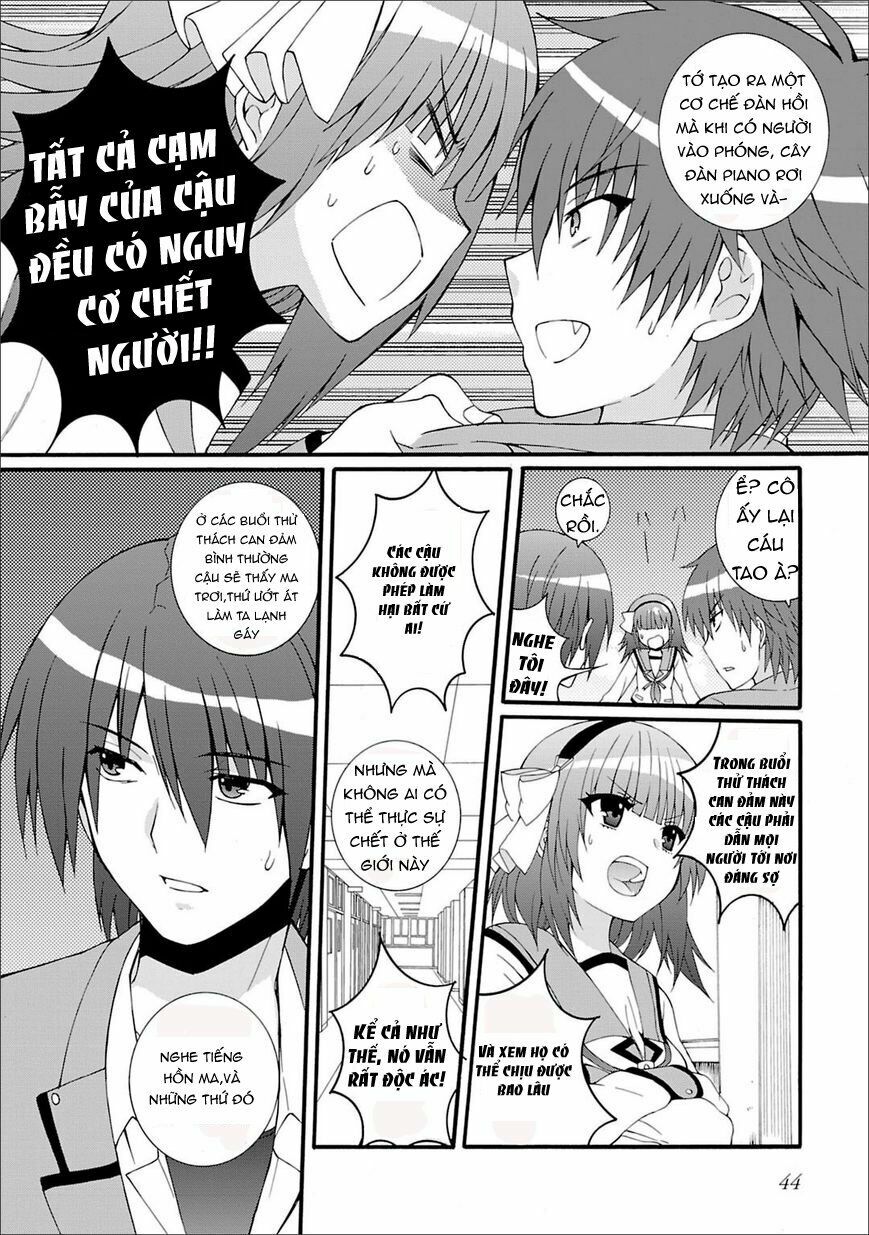 TỚ TẠO RA MỘT
CƠ CHẾ ĐÀN HỒI
MÀ KHI CÓ NGƯỜI
VÀO PHÓNG, CÂY
ĐÀN PIANO RƠI
XUỐNG VÀ-
TẤT CẢ CẠM
BẪY CỦA CẬU
ĐỀU CÓ NGUY
CƠ CHẾT
NGƯỜI!!
Ể? CÔ
ẤY LẠI
CÁU
TAO À?
CHẮC
RỒI.
NGHE
TÔI
ĐÂY!
TRONG BUỔI
THỬ THÁCH
CAN ĐẢM NÀY
CÁC CẬU PHẢI
DẪN MỌI
NGƯỜI TỚI NƠI
ĐÁNG SỢ
VÀ XEM HỌ CÓ
THỂ CHỊU ĐƯỢC
BAO LÂU
CÁC CẬU
KHÔNG ĐƯỢC
PHÉP LÀM
HẠI BẤT CỨ
AI!
NHƯNG MÀ
KHÔNG AI CÓ
THỂ THỰC SỰ
CHẾT Ở THẾ
GIỚI NÀY
KỂ CẢ NHƯ
THẾ, NÓ VẪN
RẤT ĐỘC ÁC!
Ở CÁC BUỔI THỬ
THÁCH CAN ĐẢM
BÌNH THƯỜNG
CẬU SẼ THẤY MA
TRƠI,THỨ ƯỚT ÁT
LÀM TA LẠNH
GÁY
NGHE TIẾNG
HỒN MA,VÀ
NHỮNG THỨ ĐÓ
44